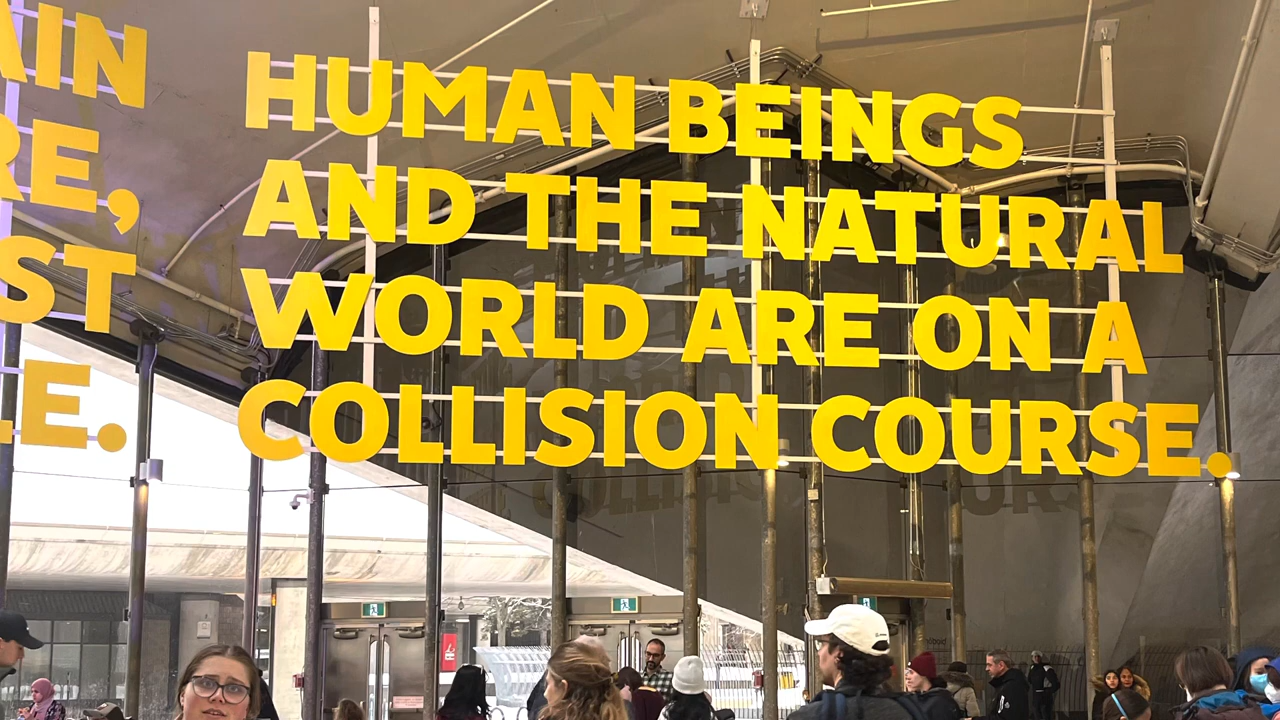 HUMAN BEINGS
AND THE NATURAL
WORLD ARE ON A
COLLISION COURSE.